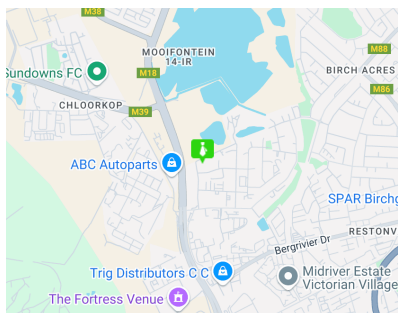 M38
MOOIFONTEIN
14-IR
M88
Sundowns FC
M18
BIRCH ACRES
M86
CHLOORKOP
M39
ABC Autoparts
SPAR Birchg
RESTONV
Bergrivier Dr
Trig Distributors C C
Midriver Estate
Victorian Village
The Fortress Venue